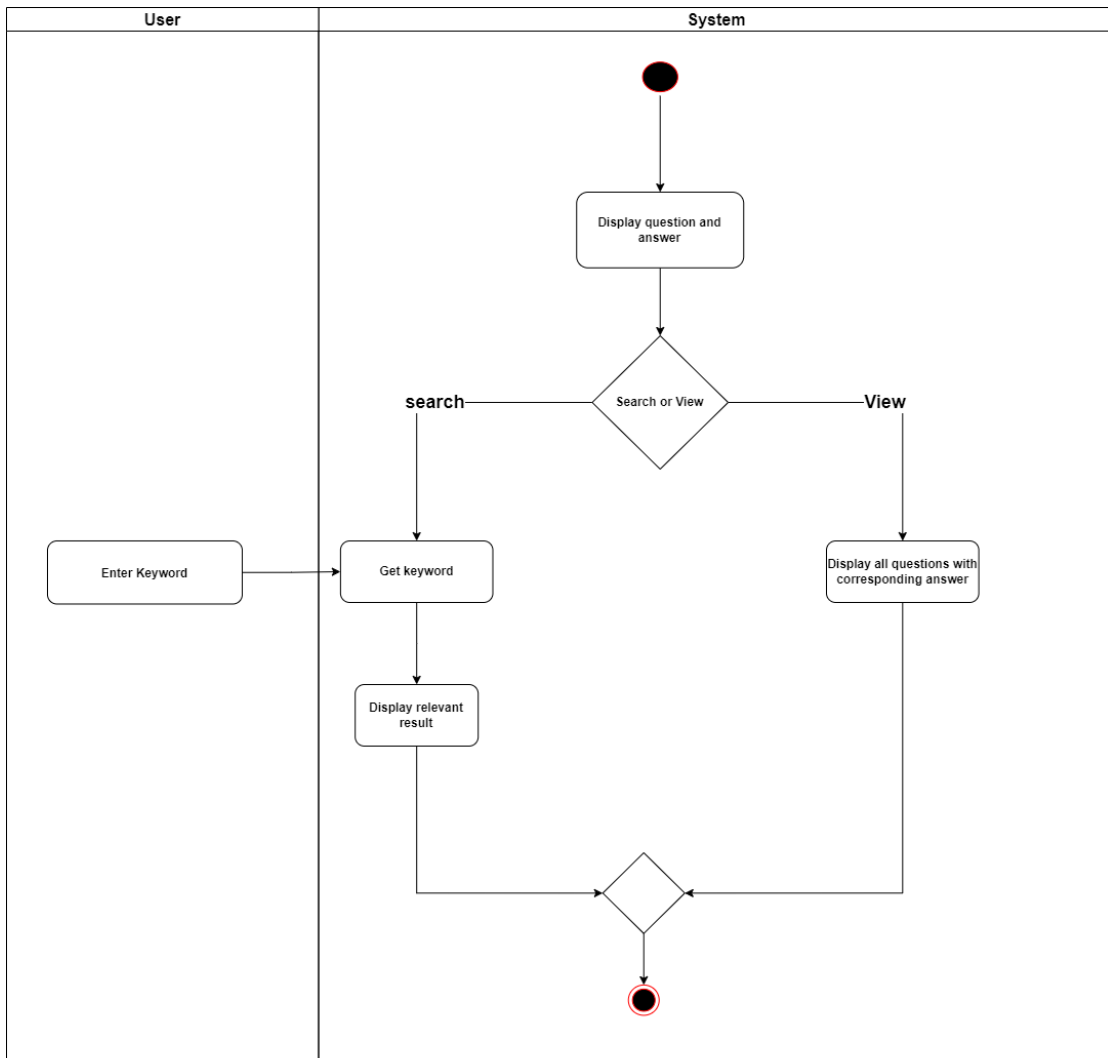 User
System
Display question and
answer
Search or View
search
View
Enter Keyword
Get keyword
Display all questions with
corresponding answer
Display relevant
result